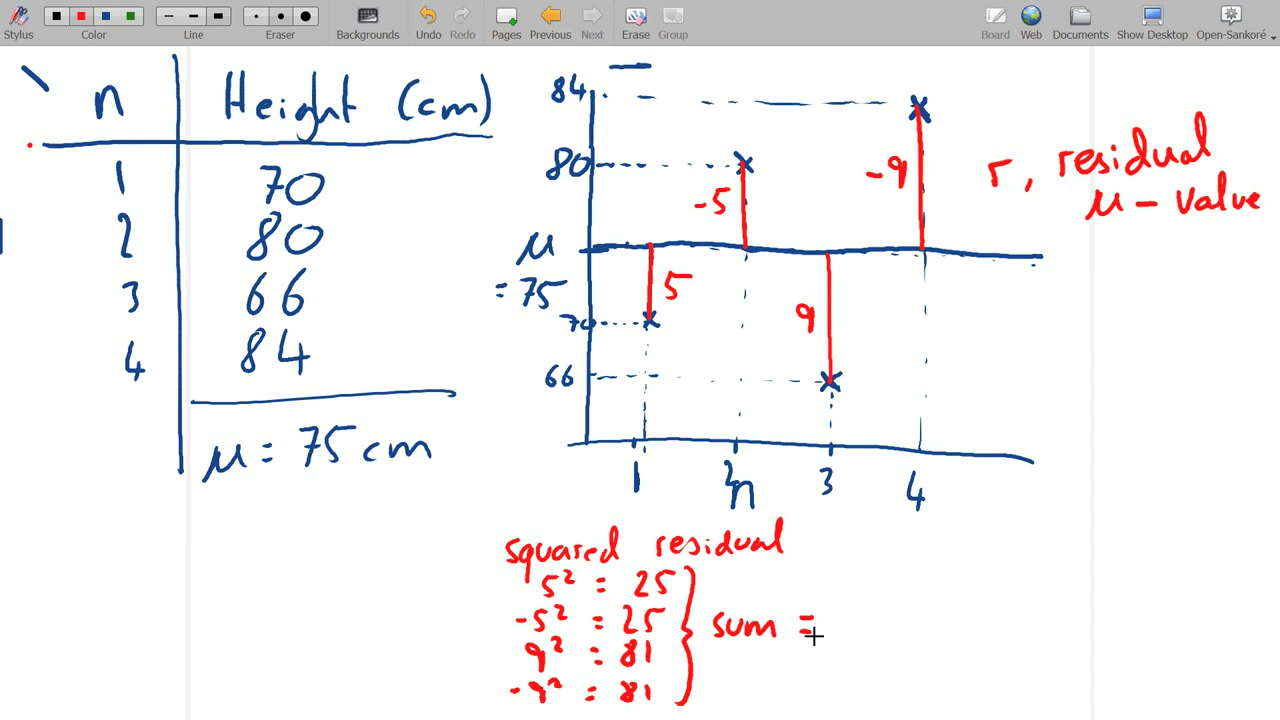 Stylus Color Line Eraser Backgrounds Undo Redo Pages Previous Next Erase Group Board Web Documents Show Desktop Open-Sankoré
n Height (cm)
1 70
2 80
3 66
4 84
μ = 75 cm
84
80
μ
= 75
70
66
-5
-9
5
9
1 2 3 4
n
r, residual
μ - value
squared residual
5² = 25
-5² = 25
9² = 81
-9² = 81
sum =